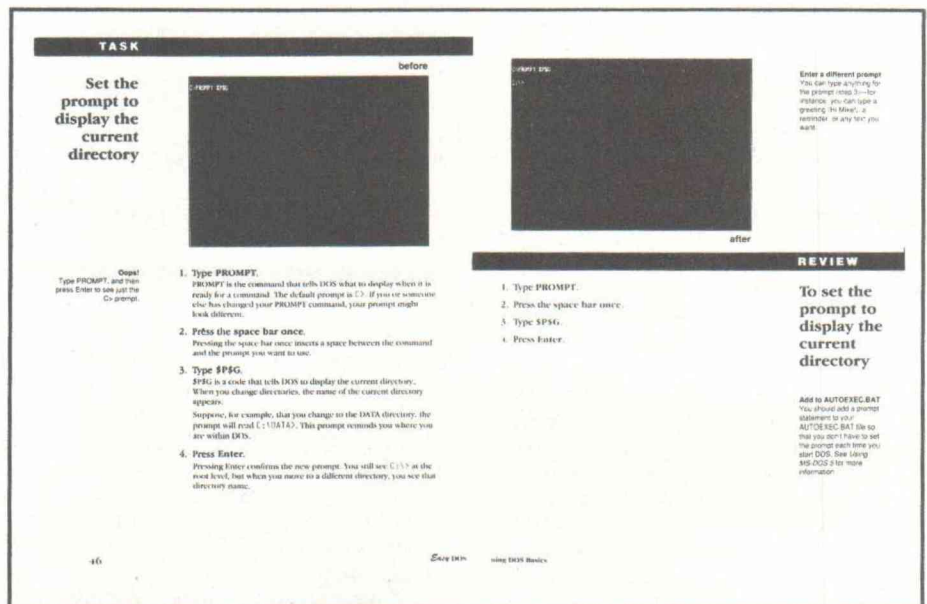 TASK
before
Set the
prompt to
display the
current
directory
C>PROMPT $P$G
Oops!
Type PROMPT, and then
press Enter to see just the
C> prompt.
1. Type PROMPT.
PROMPT is the command that tells DOS what to display when it is
ready for a command. The default prompt is C>. If you or someone
else has changed your PROMPT command, your prompt might
look different.
2. Press the space bar once.
Pressing the space bar once inserts a space between the command
and the prompt you want to use.
3. Type $P$G.
$P$G is a code that tells DOS to display the current directory.
When you change directories, the name of the current directory
appears.
Suppose, for example, that you change to the DATA directory, the
prompt will read C:\DATA>. This prompt reminds you where you
are within DOS.
4. Press Enter.
Pressing Enter confirms the new prompt. You still see C:\> at the
root level, but when you move to a different directory, you see that
directory name.
46
Easy DOS
C>PROMPT $P$G
C:\>
after
Enter a different prompt
You can type anything for
the prompt (step 3)—for
instance, you can type a
greeting (Hi Mike!), a
reminder, or any text you
want.
REVIEW
1. Type PROMPT.
2. Press the space bar once.
3. Type $P$G.
4. Press Enter.
To set the
prompt to
display the
current
directory
Add to AUTOEXEC.BAT
You should add a prompt
statement to your
AUTOEXEC.BAT file so
that you don't have to set
the prompt each time you
start DOS. See Using
MS-DOS 5 for more
information.
using DOS Basics